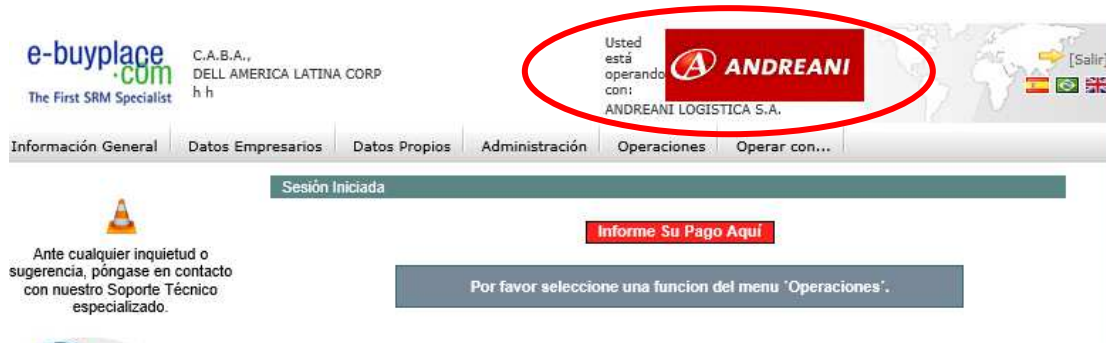 e-buyplace
.com
The First SRM Specialist
C.A.B.A.,
DELL AMERICA LATINA CORP
h h
Usted
está
operando
con:
ANDREANI
ANDREANI LOGISTICA S.A.
[Salir]
Información General Datos Empresarios Datos Propios Administración Operaciones Operar con...
Sesión Iniciada
Informe Su Pago Aquí
Ante cualquier inquietud o
sugerencia, póngase en contacto
con nuestro Soporte Técnico
especializado.
Por favor seleccione una funcion del menu 'Operaciones'.